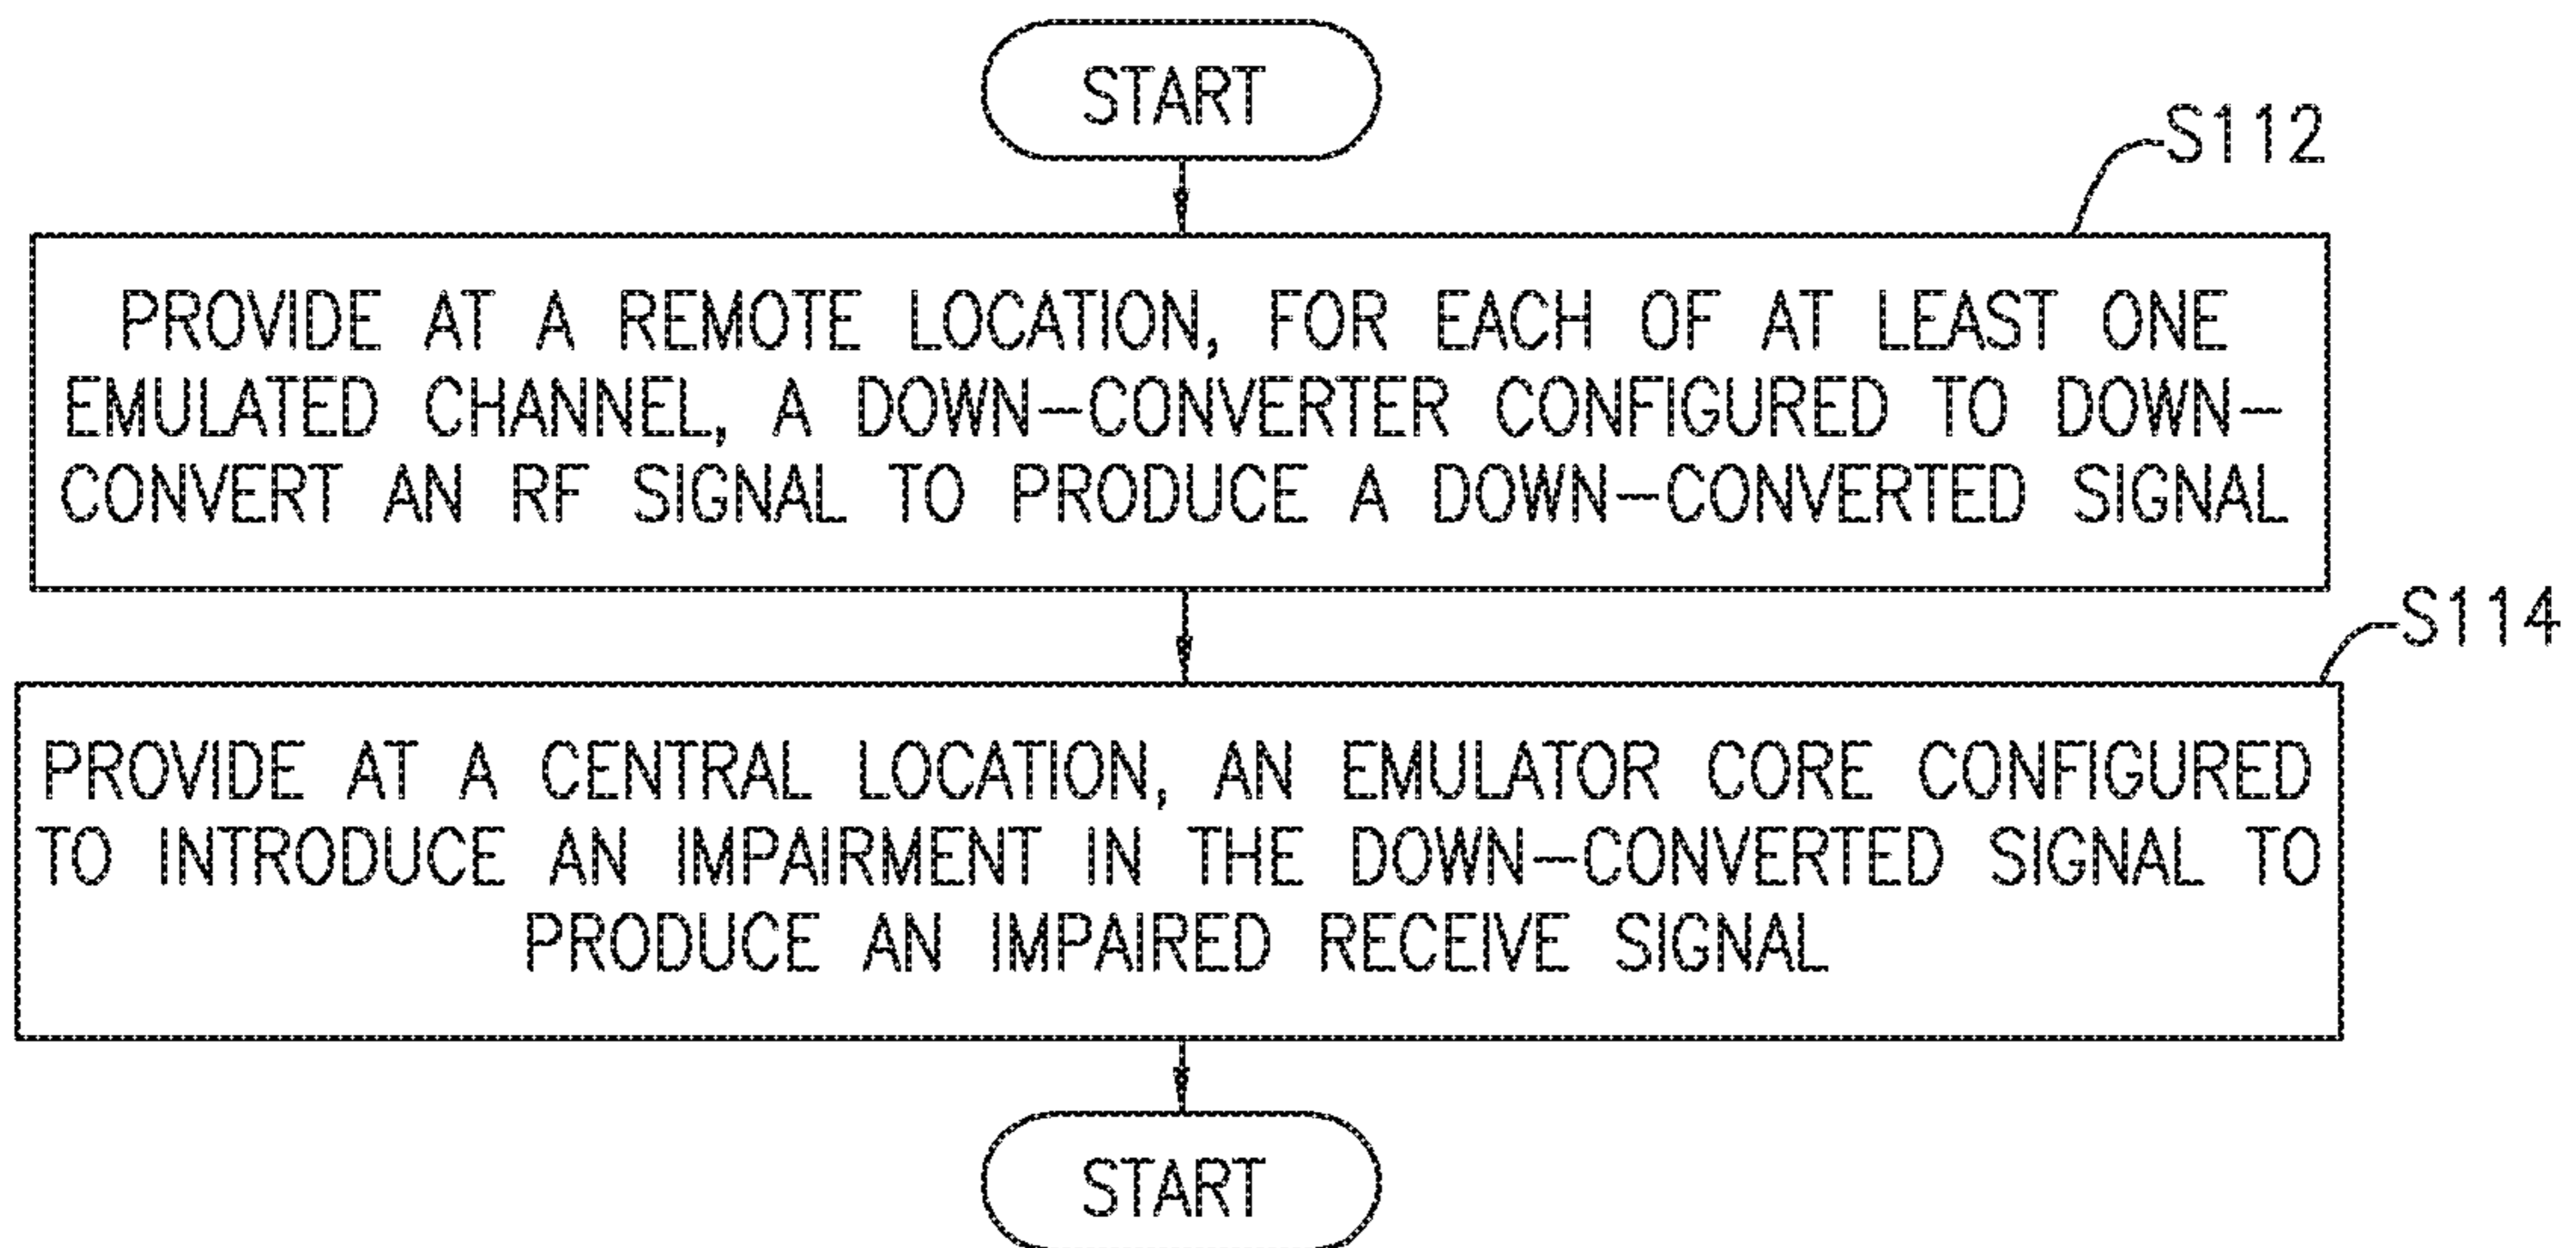 START
S112
PROVIDE AT A REMOTE LOCATION, FOR EACH OF AT LEAST ONE
EMULATED CHANNEL, A DOWN-CONVERTER CONFIGURED TO DOWN-
CONVERT AN RF SIGNAL TO PRODUCE A DOWN-CONVERTED SIGNAL
S114
PROVIDE AT A CENTRAL LOCATION, AN EMULATOR CORE CONFIGURED
TO INTRODUCE AN IMPAIRMENT IN THE DOWN-CONVERTED SIGNAL TO
PRODUCE AN IMPAIRED RECEIVE SIGNAL
START